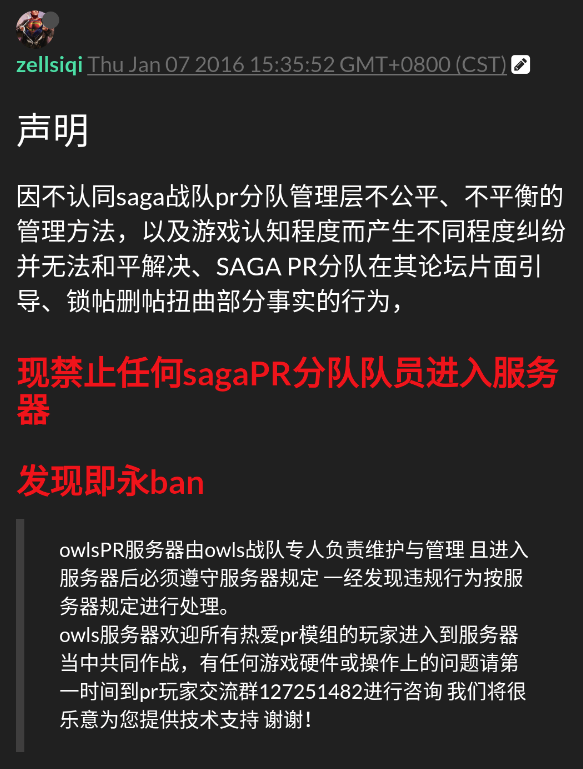 zellsiqi Thu Jan 07 2016 15:35:52 GMT+0800 (CST)
声明
因不认同saga战队pr分队管理层不公平、不平衡的
管理方法，以及游戏认知程度而产生不同程度纠纷
并无法和平解决、SAGA PR分队在其论坛片面引
导、锁帖删帖扭曲部分事实的行为，
现禁止任何sagaPR分队队员进入服务
器
发现即永ban
owlsPR服务器由owls战队专人负责维护与管理 且进入
服务器后必须遵守服务器规定 一经发现违规行为按服
务器规定进行处理。
owls服务器欢迎所有热爱pr模组的玩家进入到服务器
当中共同作战，有任何游戏硬件或操作上的问题请第
一时间到pr玩家交流群127251482进行咨询 我们将很
乐意为您提供技术支持 谢谢！